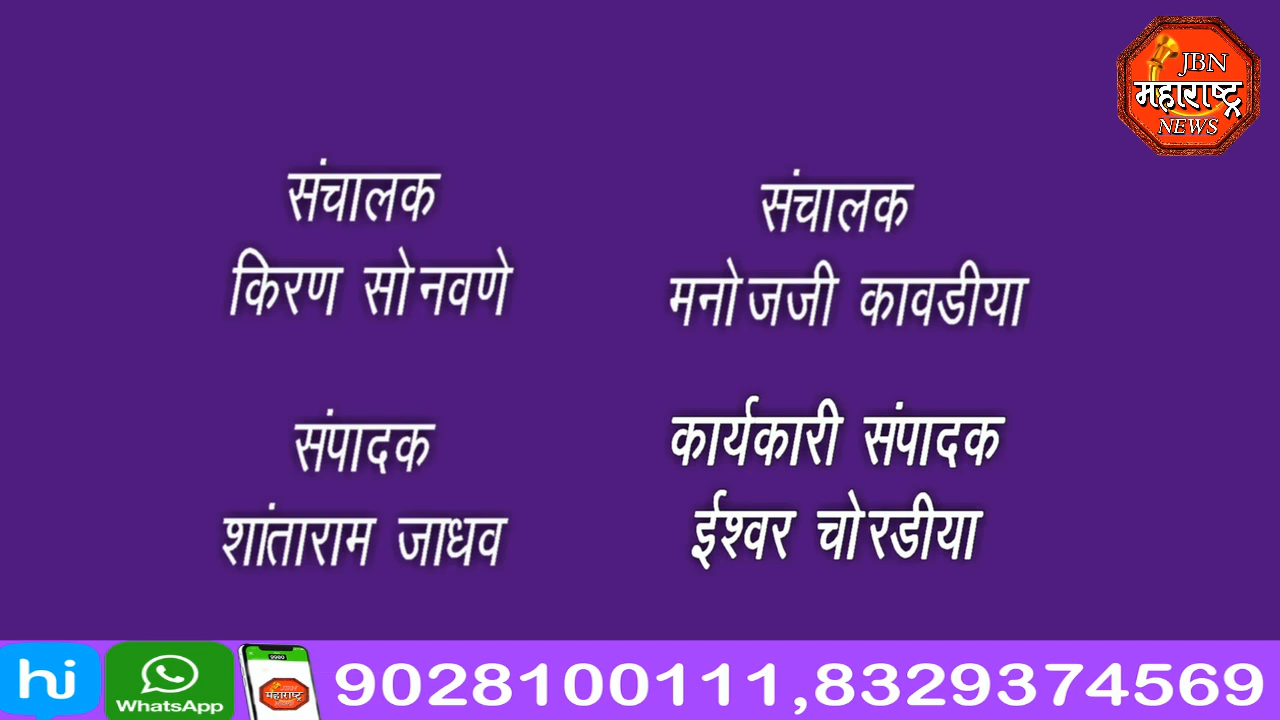 JBN
महाराष्ट्र
NEWS
संचालक
किरण सोनवणे
संचालक
मनोजजी कावडीया
संपादक
शांताराम जाधव
कार्यकारी संपादक
ईश्वर चोरडीया
hi
WhatsApp
महाराष्ट्र
9028100111,8329374569